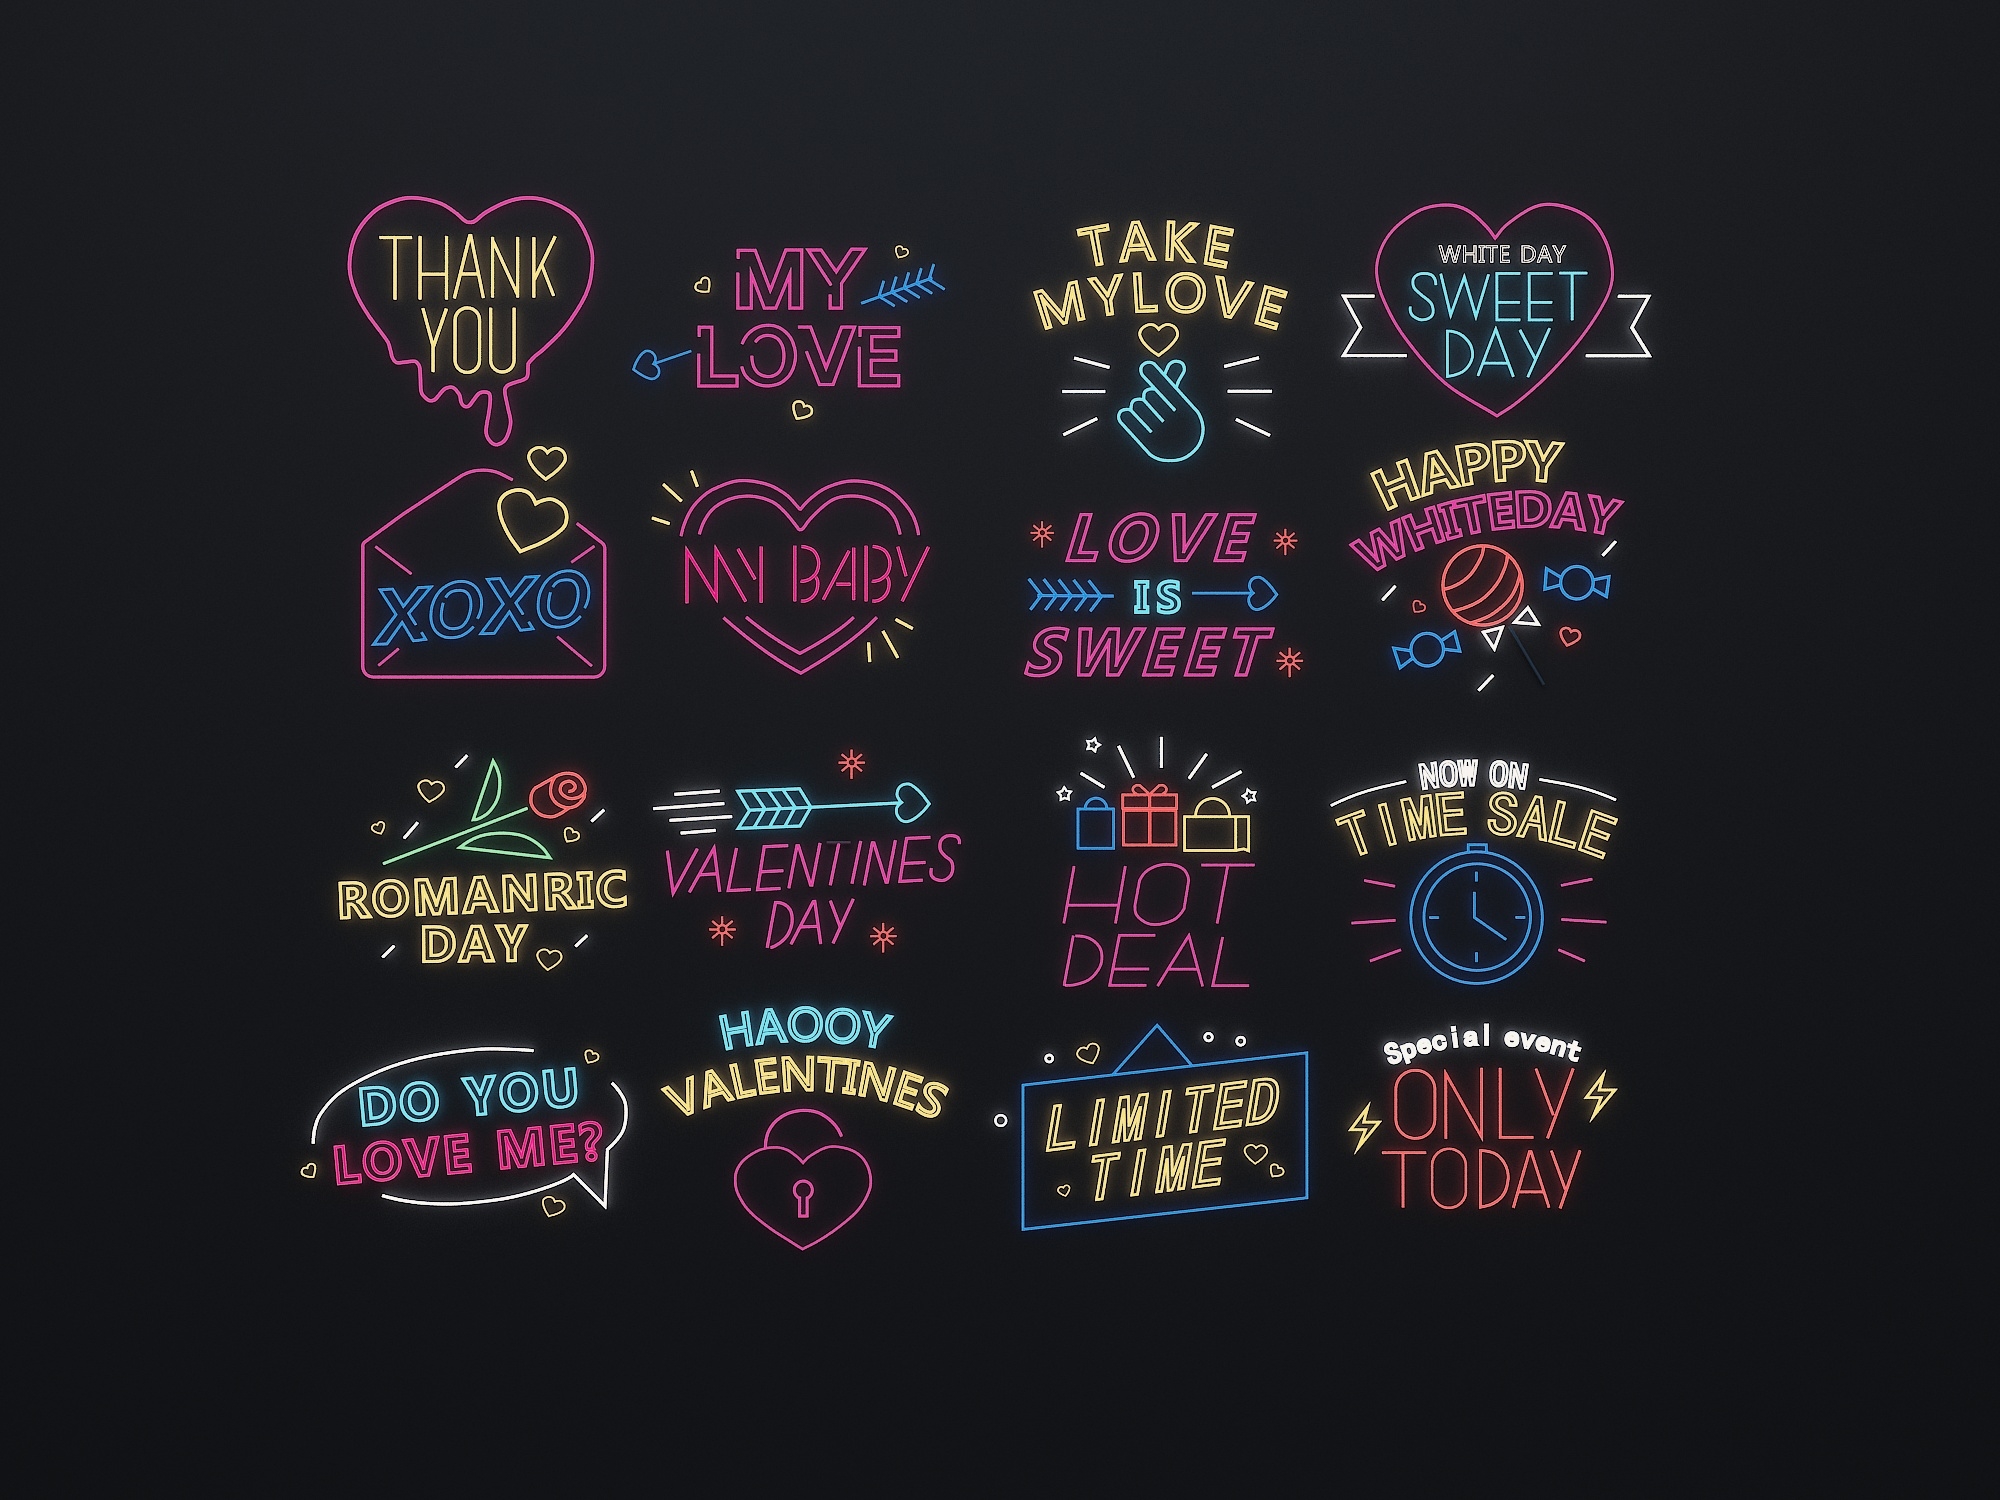 THANK
YOU
MY
LOVE
TAKE
MYLOVE
WHITE DAY
SWEET
DAY
XOXO
MY BABY
LOVE
IS
SWEET
HAPPY
WHITEDAY
ROMANRIC
DAY
VALENTINES
DAY
HOT
DEAL
NOW ON
TIME SALE
DO YOU
LOVE ME?
HAOOY
VALENTINES
LIMITED
TIME
Special event
ONLY
TODAY